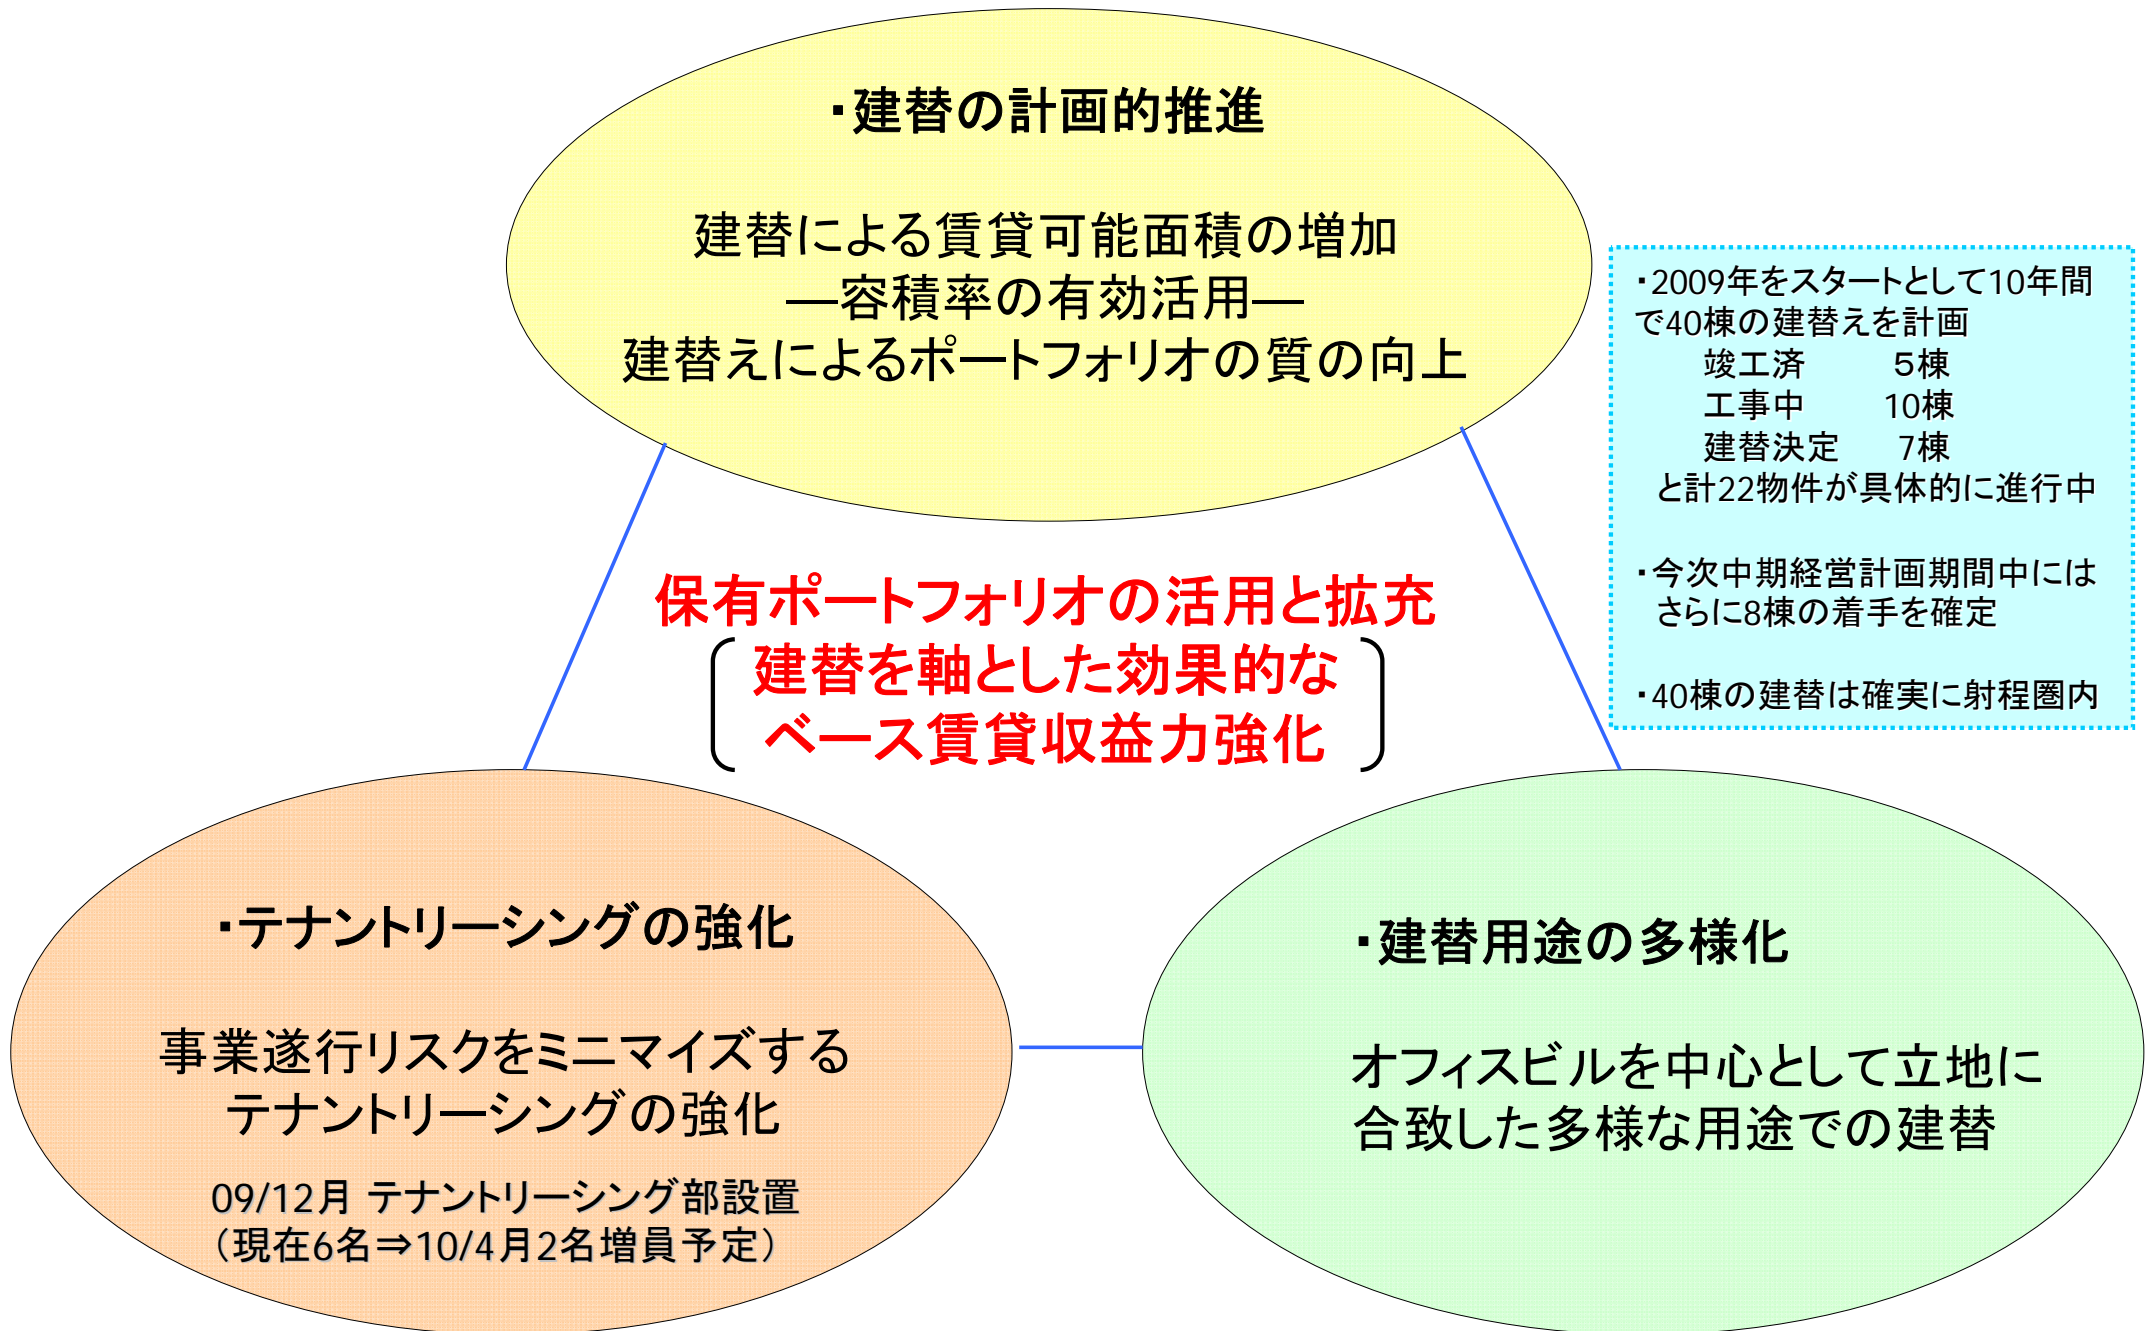 ・建替の計画的推進
建替による賃貸可能面積の増加
―容積率の有効活用―
建替えによるポートフォリオの質の向上
・2009年をスタートとして10年間
で40棟の建替えを計画
竣工済 5棟
工事中 10棟
建替決定 7棟
と計22物件が具体的に進行中
・今次中期経営計画期間中には
さらに8棟の着手を確定
・40棟の建替は確実に射程圏内
保有ポートフォリオの活用と拡充
建替を軸とした効果的な
ベース賃貸収益力強化
・テナントリーシングの強化
事業遂行リスクをミニマイズする
テナントリーシングの強化
09/12月 テナントリーシング部設置
（現在6名⇒10/4月2名増員予定）
・建替用途の多様化
オフィスビルを中心として立地に
合致した多様な用途での建替